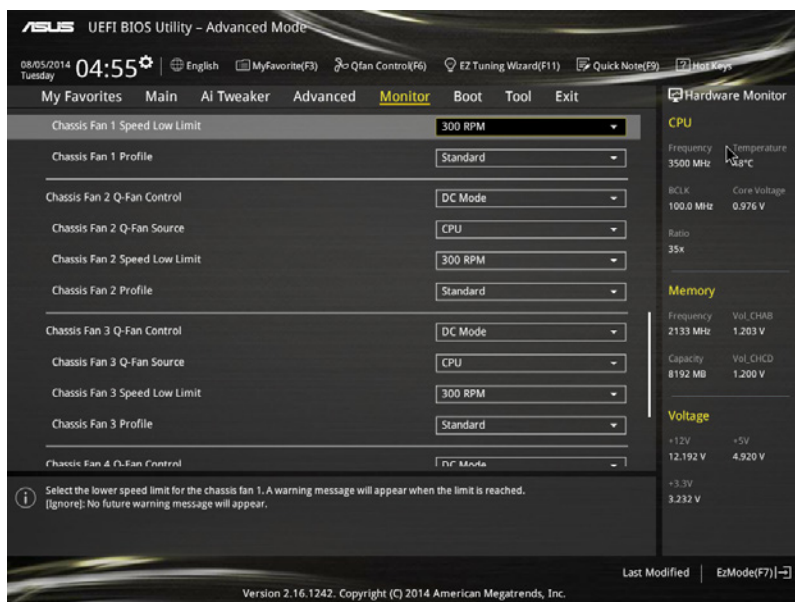 ASUS UEFI BIOS Utility – Advanced Mode
08/05/2014
Tuesday
04:55
English
MyFavorite(F3)
Qfan Control(F6)
EZ Tuning Wizard(F11)
Quick Note(F9)
Hot Keys
My Favorites
Main
Ai Tweaker
Advanced
Monitor
Boot
Tool
Exit
Hardware Monitor
Chassis Fan 1 Speed Low Limit 300 RPM
Chassis Fan 1 Profile Standard
Chassis Fan 2 Q-Fan Control DC Mode
Chassis Fan 2 Q-Fan Source CPU
Chassis Fan 2 Speed Low Limit 300 RPM
Chassis Fan 2 Profile Standard
Chassis Fan 3 Q-Fan Control DC Mode
Chassis Fan 3 Q-Fan Source CPU
Chassis Fan 3 Speed Low Limit 300 RPM
Chassis Fan 3 Profile Standard
Chassis Fan 4 Q-Fan Control DC Mode
CPU
Frequency Temperature
3500 MHz 48°C
BCLK Core Voltage
100.0 MHz 0.976 V
Ratio
35x
Memory
Frequency Vol_CHAB
2133 MHz 1.203 V
Capacity Vol_CHCD
8192 MB 1.200 V
Voltage
+12V +5V
12.192 V 4.920 V
+3.3V
3.232 V
Select the lower speed limit for the chassis fan 1. A warning message will appear when the limit is reached.
[Ignore]: No future warning message will appear.
Last Modified
EzMode(F7)
Version 2.16.1242. Copyright (C) 2014 American Megatrends, Inc.